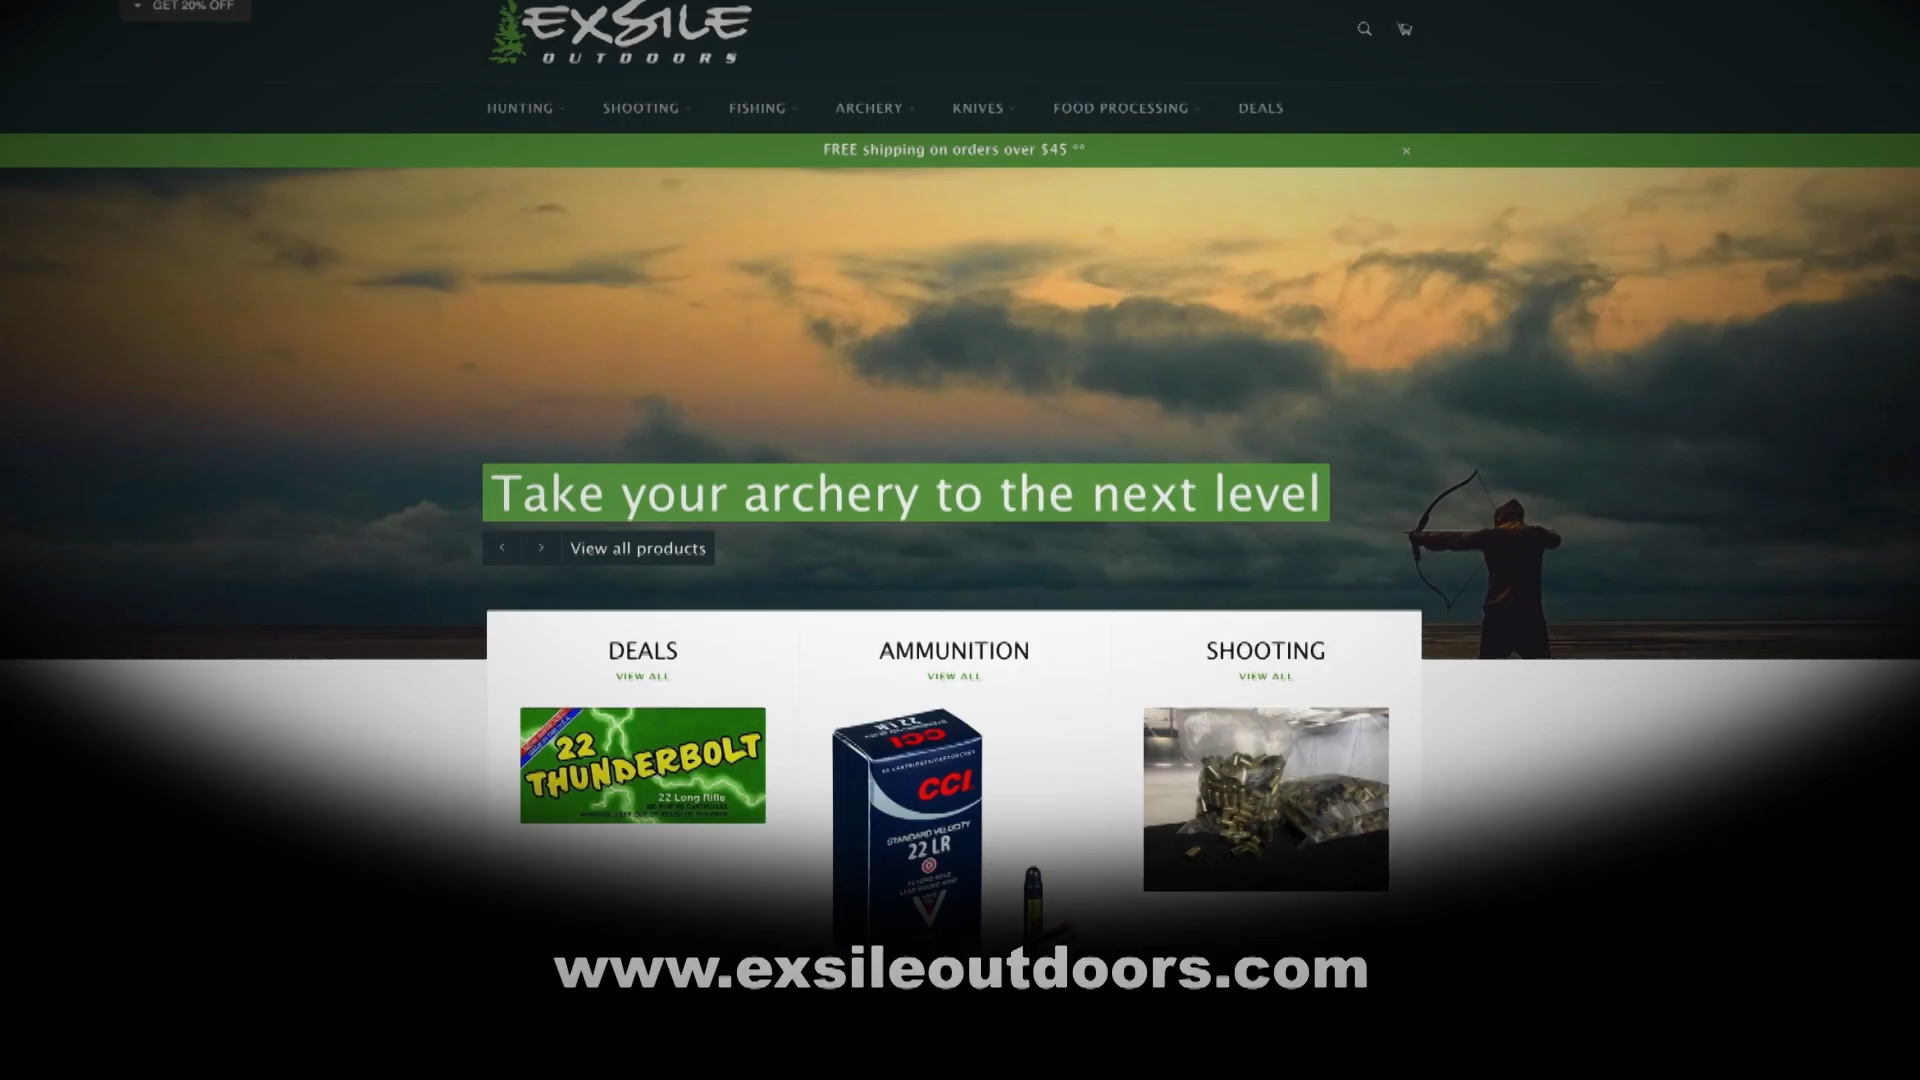 GET 20% OFF
EXSILE
OUTDOORS
HUNTING
SHOOTING
FISHING
ARCHERY
KNIVES
FOOD PROCESSING
DEALS
FREE shipping on orders over $45 **
Take your archery to the next level
View all products
DEALS
VIEW ALL
AMMUNITION
VIEW ALL
SHOOTING
VIEW ALL
22
THUNDERBOLT
22 Long Rifle
22 LR
CCI
CCI
STANDARD VELOCITY
22 LR
www.exsileoutdoors.com